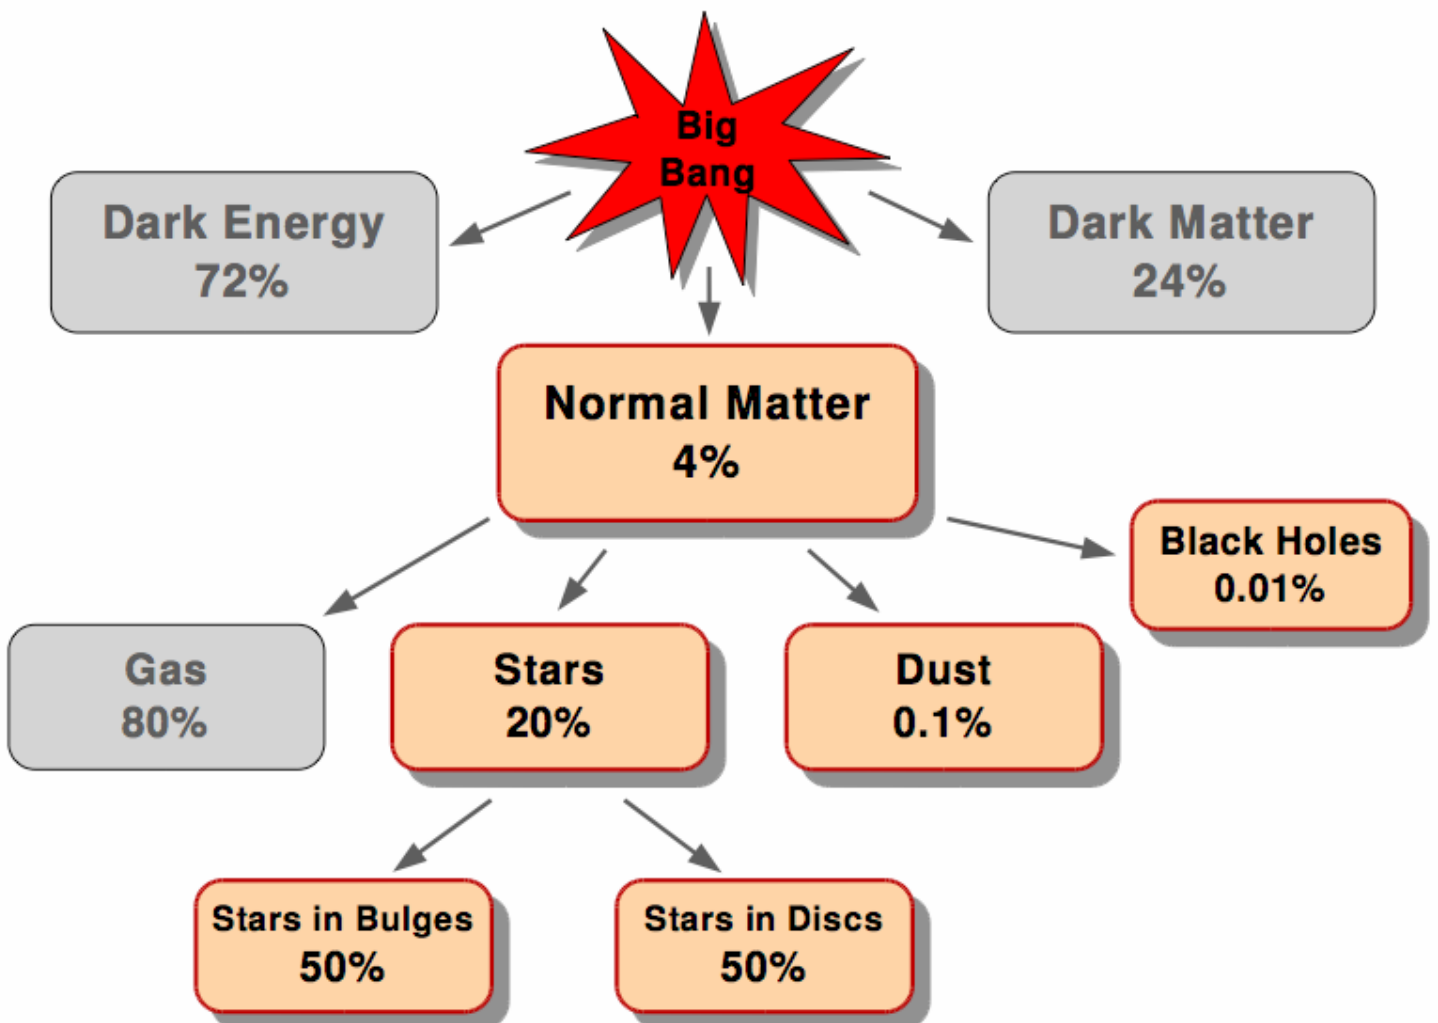 Big
Bang
Dark Energy
72%
Dark Matter
24%
Normal Matter
4%
Black Holes
0.01%
Gas
80%
Stars
20%
Dust
0.1%
Stars in Bulges
50%
Stars in Discs
50%